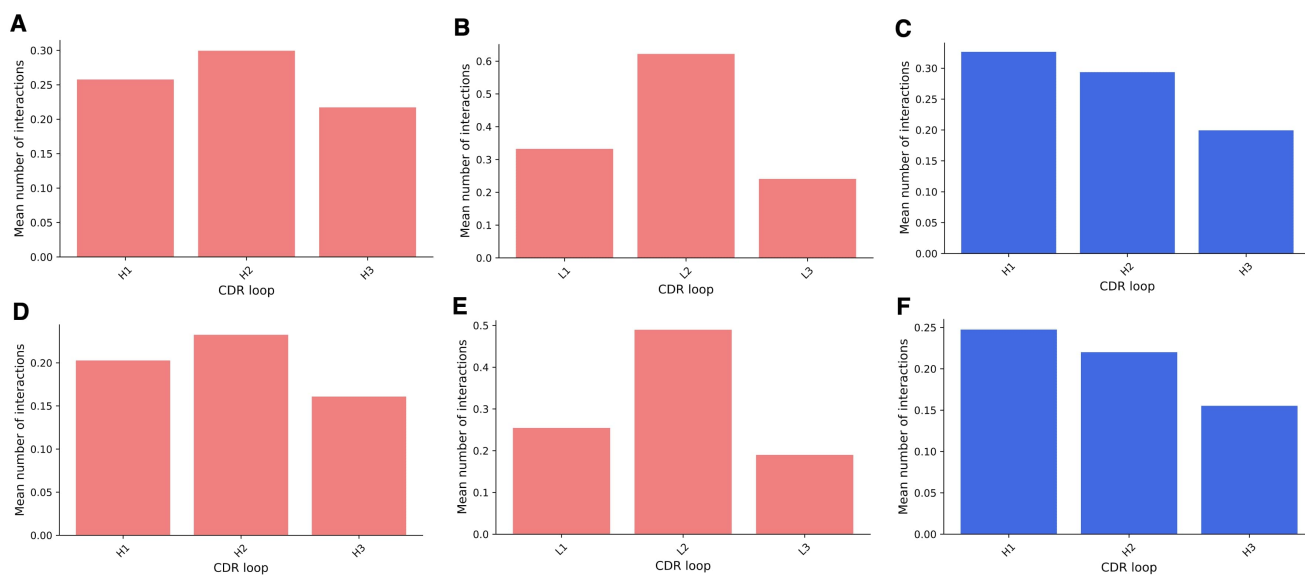 A
Mean number of interactions
0.30
0.25
0.20
0.15
0.10
0.05
0.00
H1
H2
H3
CDR loop
B
Mean number of interactions
0.6
0.5
0.4
0.3
0.2
0.1
0.0
L1
L2
L3
CDR loop
C
Mean number of interactions
0.30
0.25
0.20
0.15
0.10
0.05
0.00
H1
H2
H3
CDR loop
D
Mean number of interactions
0.20
0.15
0.10
0.05
0.00
H1
H2
H3
CDR loop
E
Mean number of interactions
0.5
0.4
0.3
0.2
0.1
0.0
L1
L2
L3
CDR loop
F
Mean number of interactions
0.25
0.20
0.15
0.10
0.05
0.00
H1
H2
H3
CDR loop